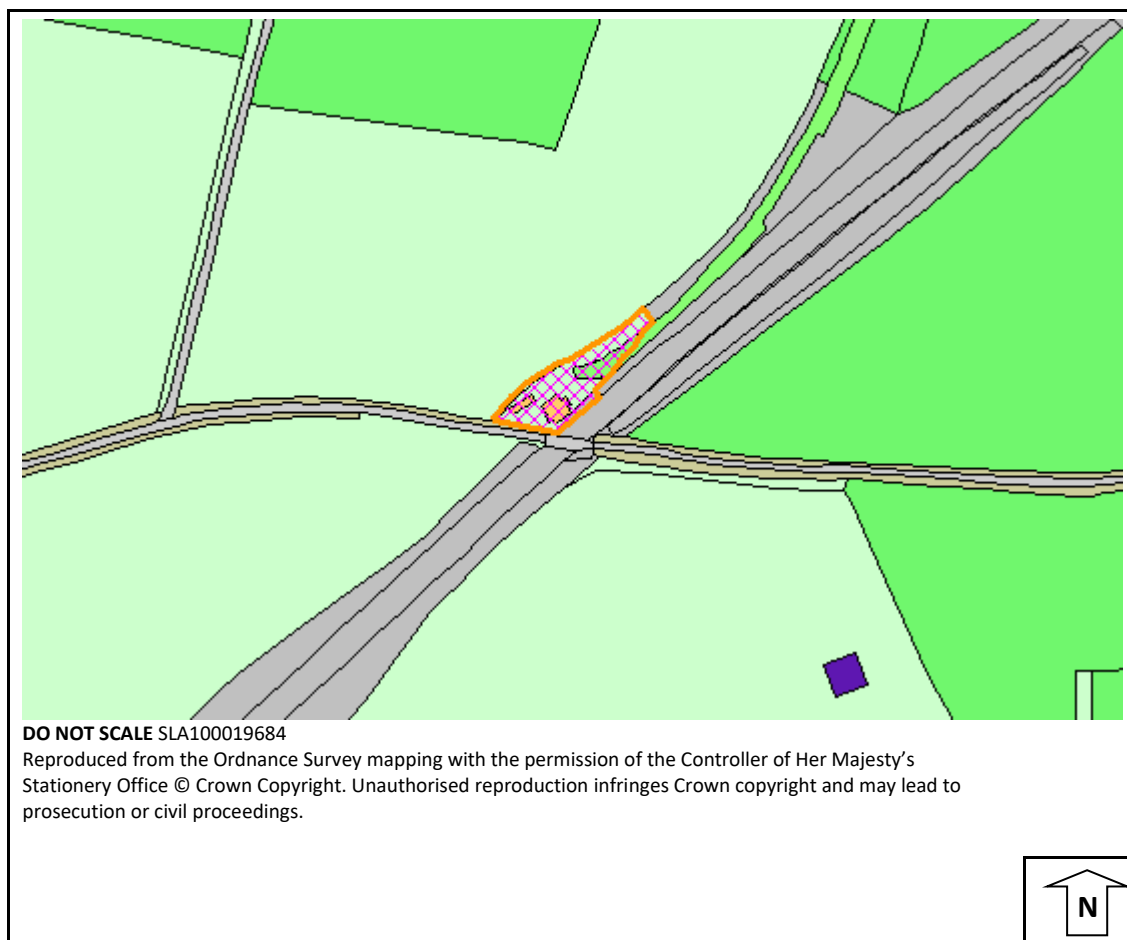 DO NOT SCALE SLA100019684
Reproduced from the Ordnance Survey mapping with the permission of the Controller of Her Majesty's
Stationery Office © Crown Copyright. Unauthorised reproduction infringes Crown copyright and may lead to
prosecution or civil proceedings.
N